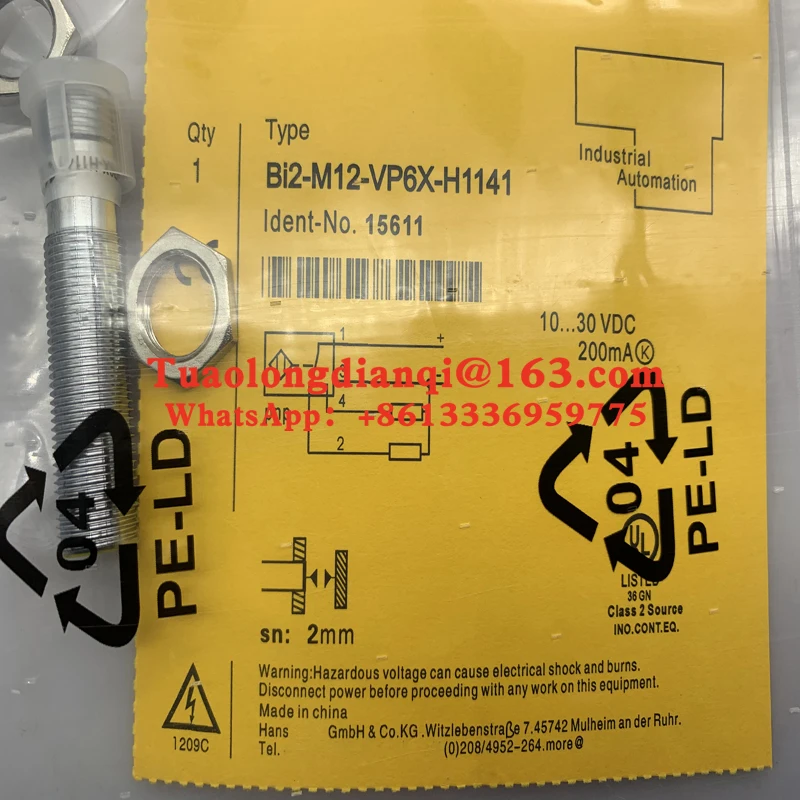 Qty
1
Type
Bi2-M12-VP6X-H1141
Ident-No. 15611
Industrial
Automation
10...30 VDC
200mA K
1
+
3
-
pnp
4
2
Tuaolongdianqi@163.com
WhatsApp: +8613336959775
04
PE-LD
04
PE-LD
UL
LISTED
36 GN
Class 2 Source
INO.CONT.EQ.
sn: 2mm
Warning:Hazardous voltage can cause electrical shock and burns.
Disconnect power before proceeding with any work on this equipment.
Made in china
Hans GmbH & Co.KG .Witzlebenstraße 7.45742 Mulheim an der Ruhr.
Tel. (0)208/4952-264.more@
1209C